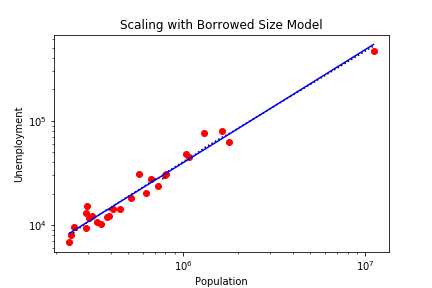 Scaling with Borrowed Size Model
Unemployment
10⁵
10⁴
10⁶
10⁷
Population